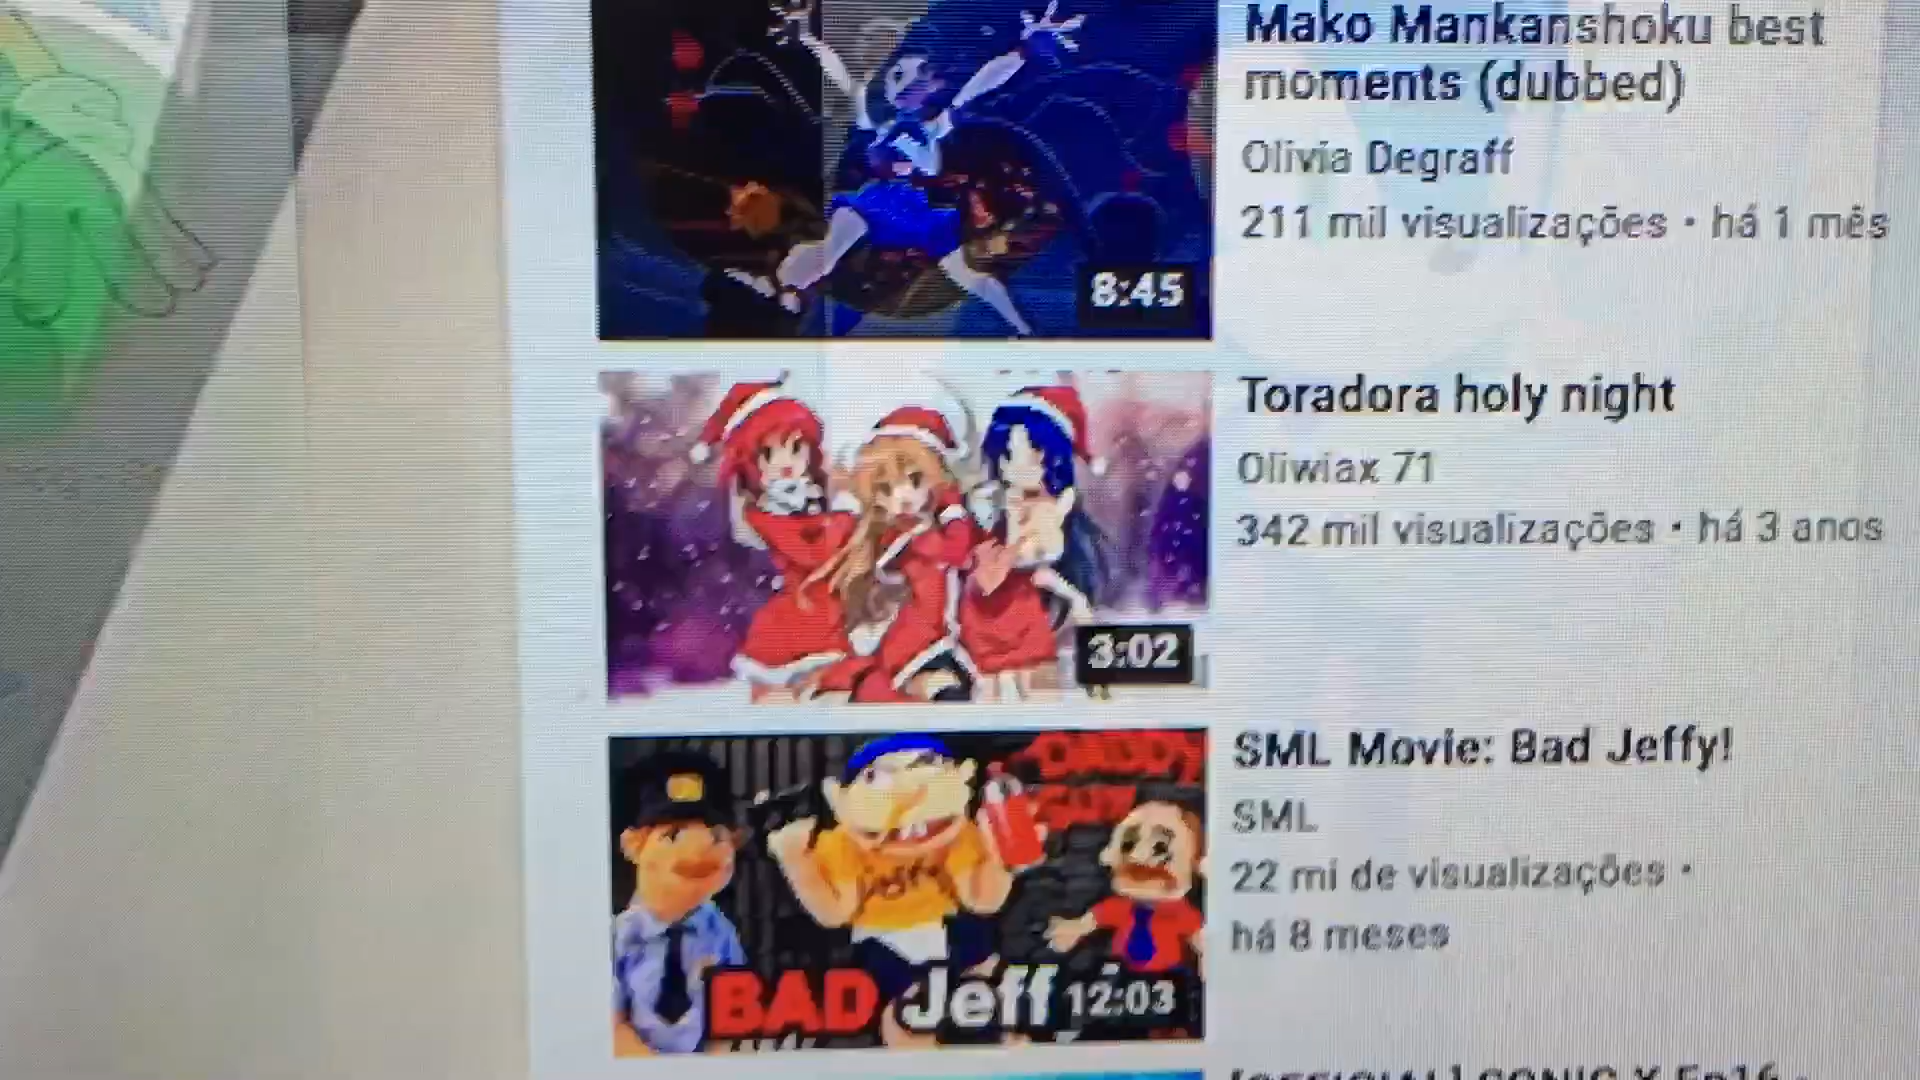 Mako Mankanshoku best
moments (dubbed)
Olivia Degraff
211 mil visualizações • há 1 mês
8:45
Toradora holy night
Oliwiax 71
342 mil visualizações • há 3 anos
3:02
SML Movie: Bad Jeffy!
SML
22 mi de visualizações •
há 8 meses
BAD Jeff
12:03
SONIC X Ep16 -